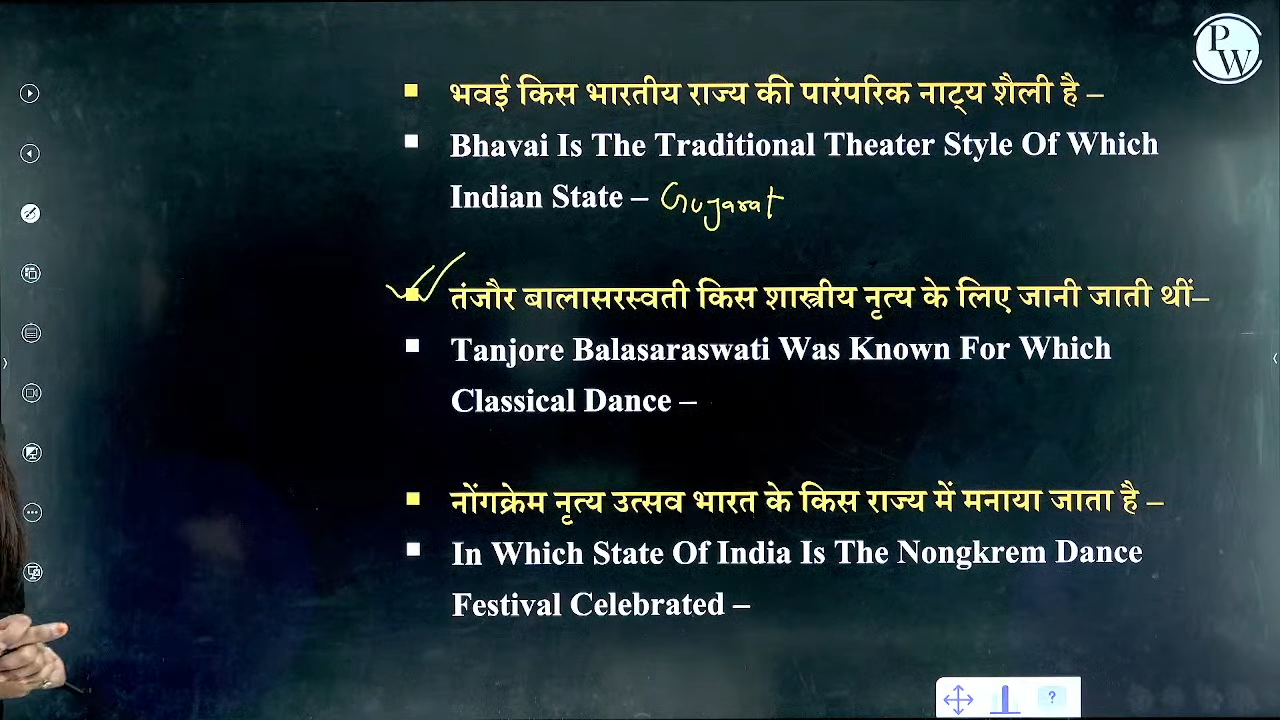 PW
भवई किस भारतीय राज्य की पारंपरिक नाट्य शैली है –
Bhavai Is The Traditional Theater Style Of Which
Indian State – Gujarat
तंजौर बालासरस्वती किस शास्त्रीय नृत्य के लिए जानी जाती थीं–
Tanjore Balasaraswati Was Known For Which
Classical Dance –
नोंगक्रेम नृत्य उत्सव भारत के किस राज्य में मनाया जाता है –
In Which State Of India Is The Nongkrem Dance
Festival Celebrated –
?